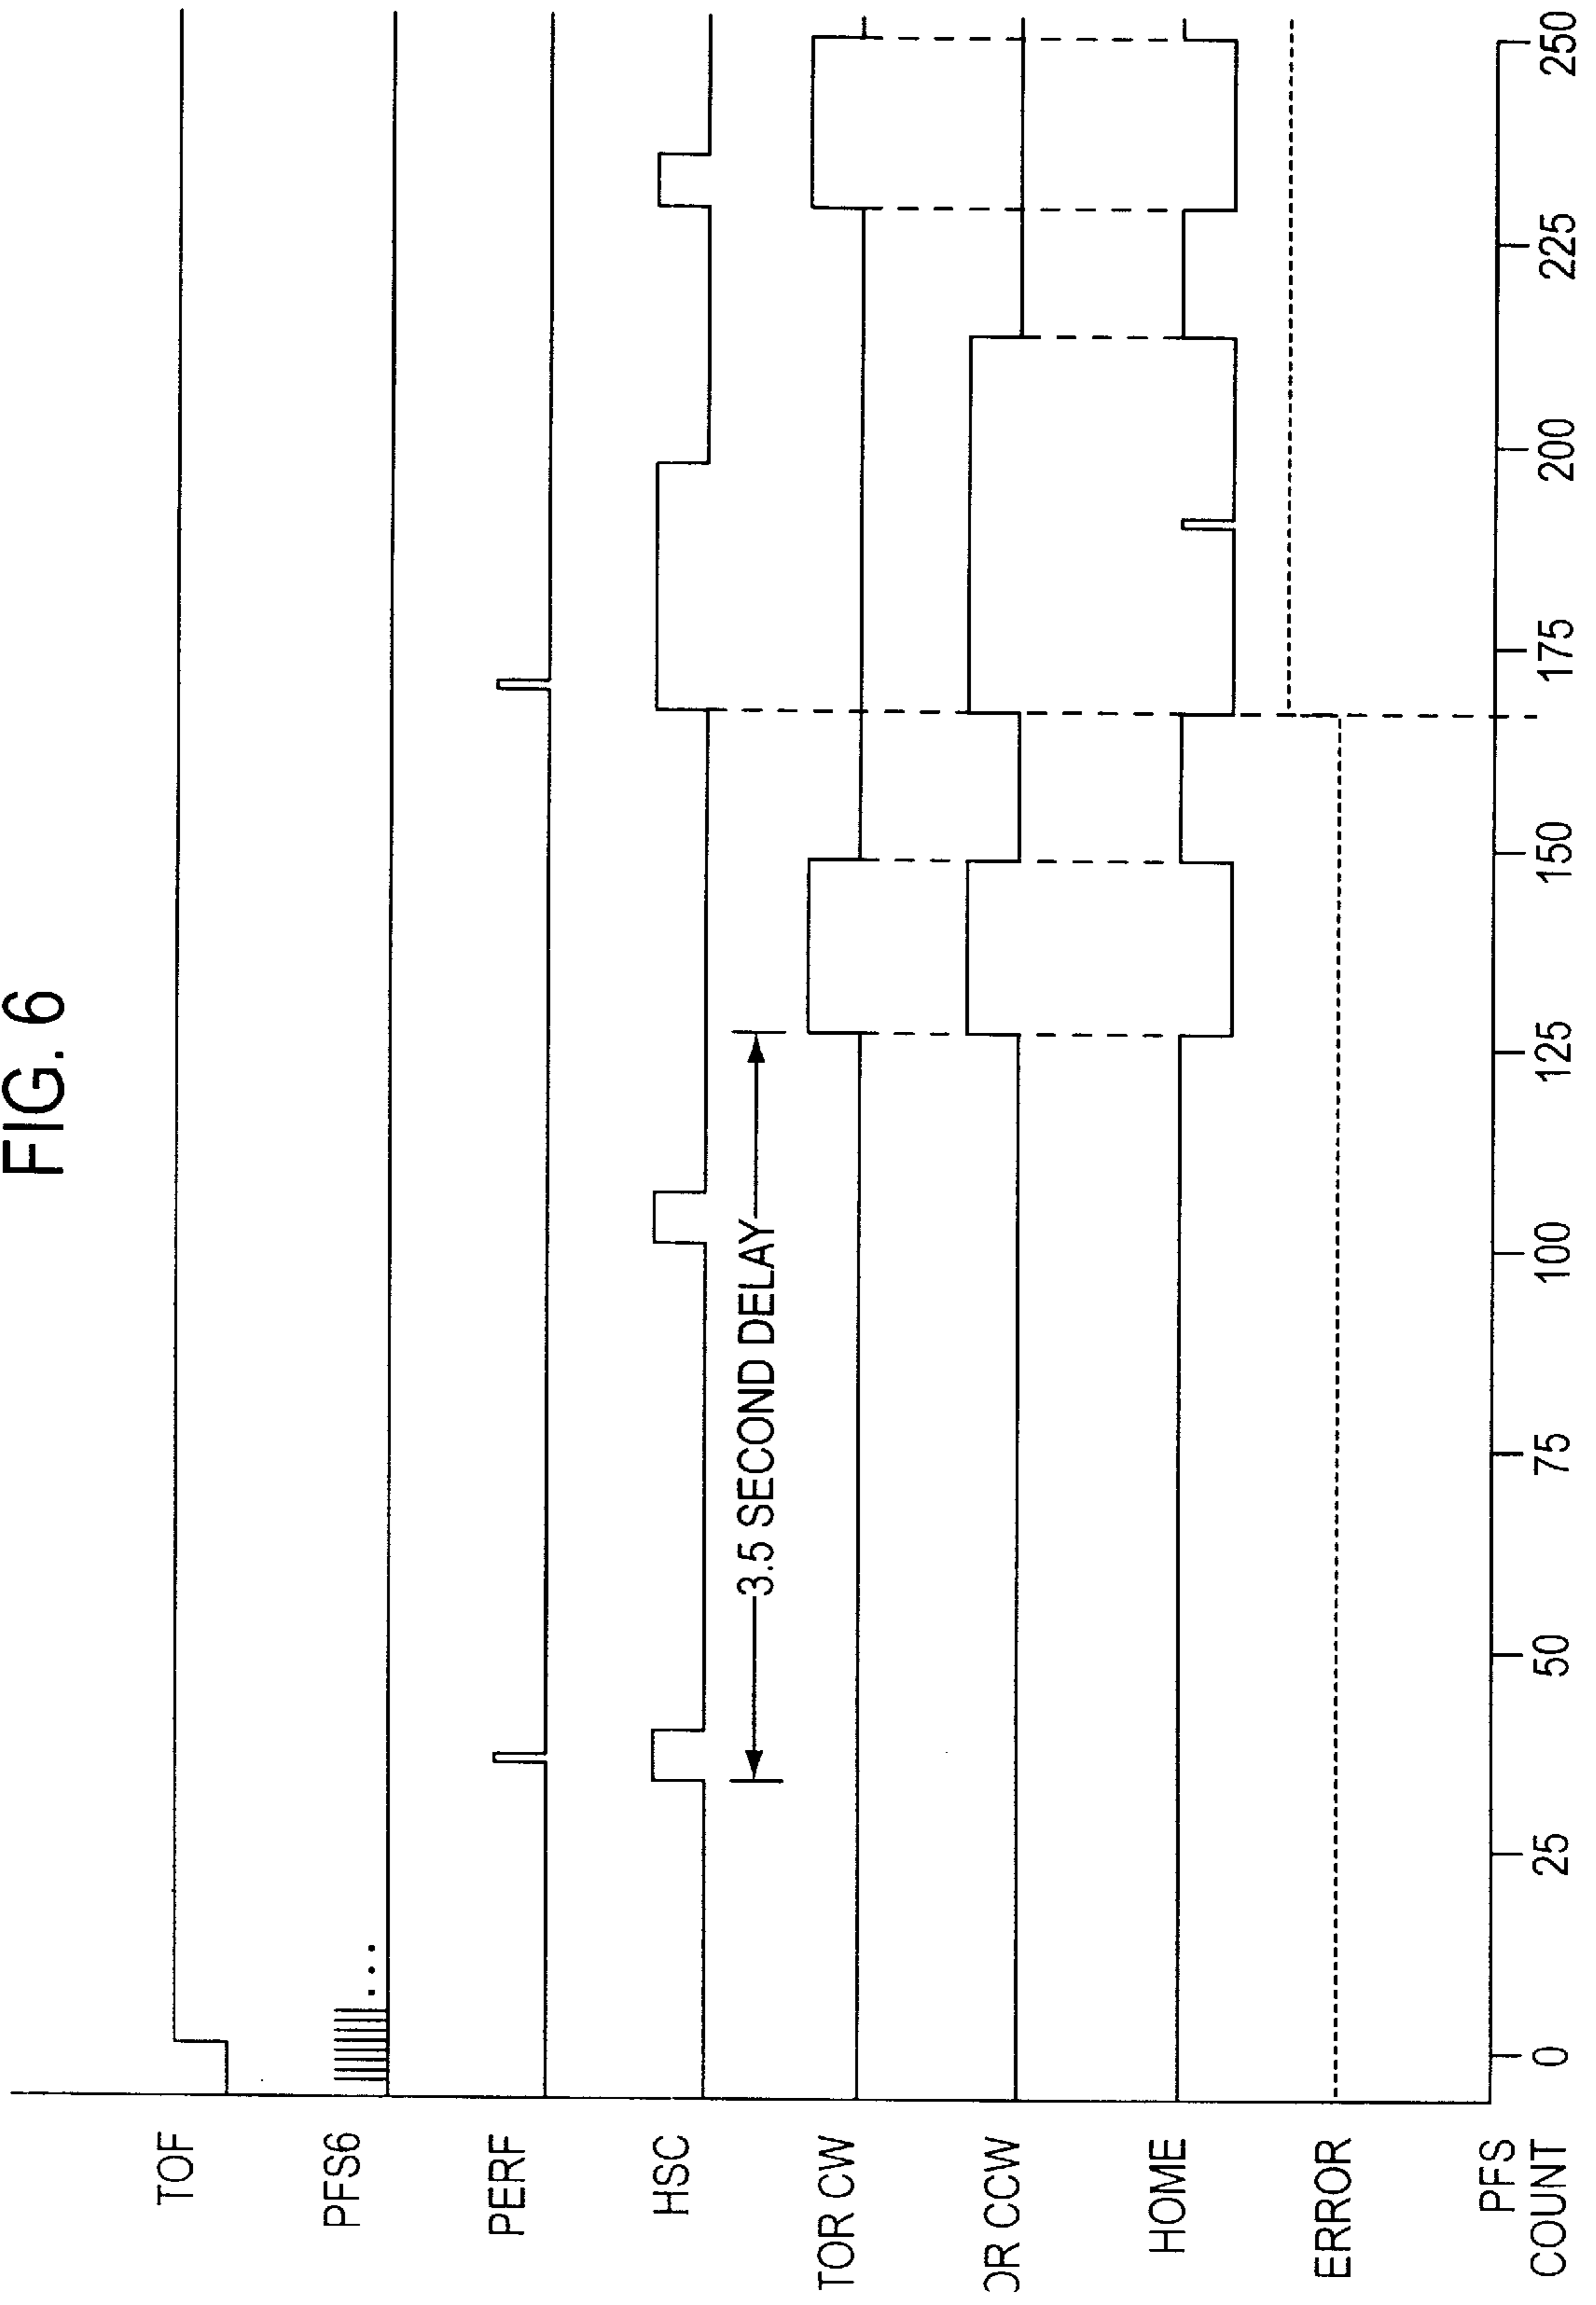 FIG. 6
TOF
PFS6
...
PERF
HSC
3.5 SECOND DELAY
TOR CW
OR CCW
HOME
ERROR
PFS
COUNT
0 25 50 75 100 125 150 175 200 225 250